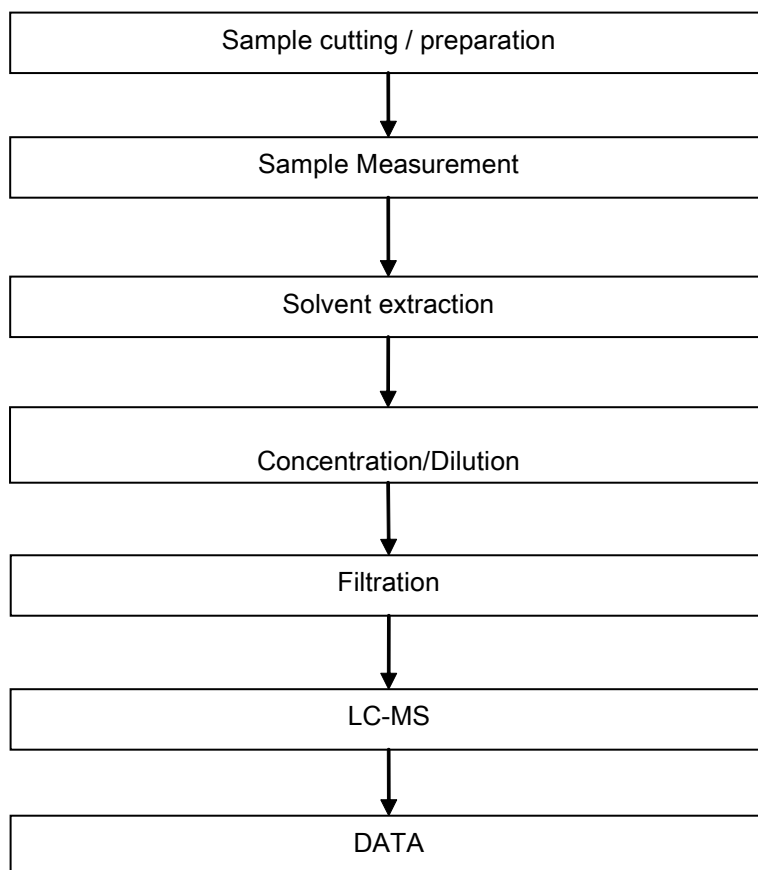 Sample cutting / preparation
Sample Measurement
Solvent extraction
Concentration/Dilution
Filtration
LC-MS
DATA